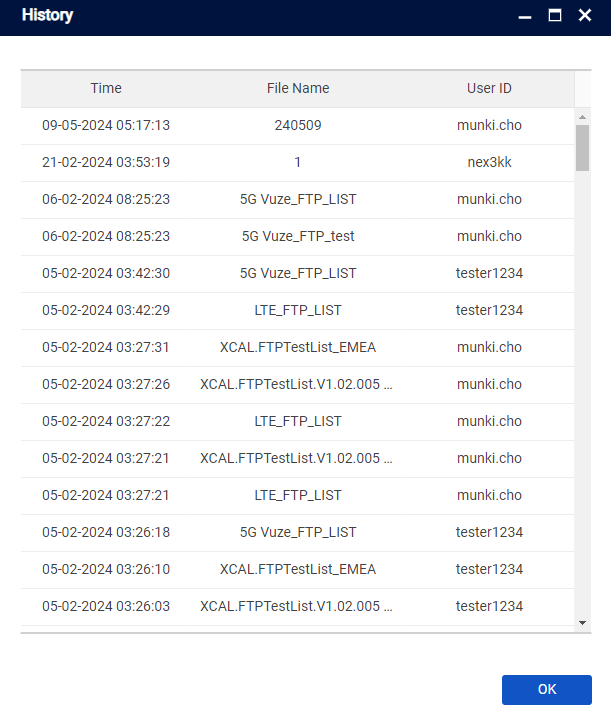 History
Time File Name User ID
09-05-2024 05:17:13 240509 munki.cho
21-02-2024 03:53:19 1 nex3kk
06-02-2024 08:25:23 5G Vuze_FTP_LIST munki.cho
06-02-2024 08:25:23 5G Vuze_FTP_test munki.cho
05-02-2024 03:42:30 5G Vuze_FTP_LIST tester1234
05-02-2024 03:42:29 LTE_FTP_LIST tester1234
05-02-2024 03:27:31 XCAL.FTPTestList_EMEA munki.cho
05-02-2024 03:27:26 XCAL.FTPTestList.V1.02.005 ... munki.cho
05-02-2024 03:27:22 LTE_FTP_LIST munki.cho
05-02-2024 03:27:21 XCAL.FTPTestList.V1.02.005 ... munki.cho
05-02-2024 03:27:21 LTE_FTP_LIST munki.cho
05-02-2024 03:26:18 5G Vuze_FTP_LIST tester1234
05-02-2024 03:26:10 XCAL.FTPTestList_EMEA tester1234
05-02-2024 03:26:03 XCAL.FTPTestList.V1.02.005 ... tester1234
OK